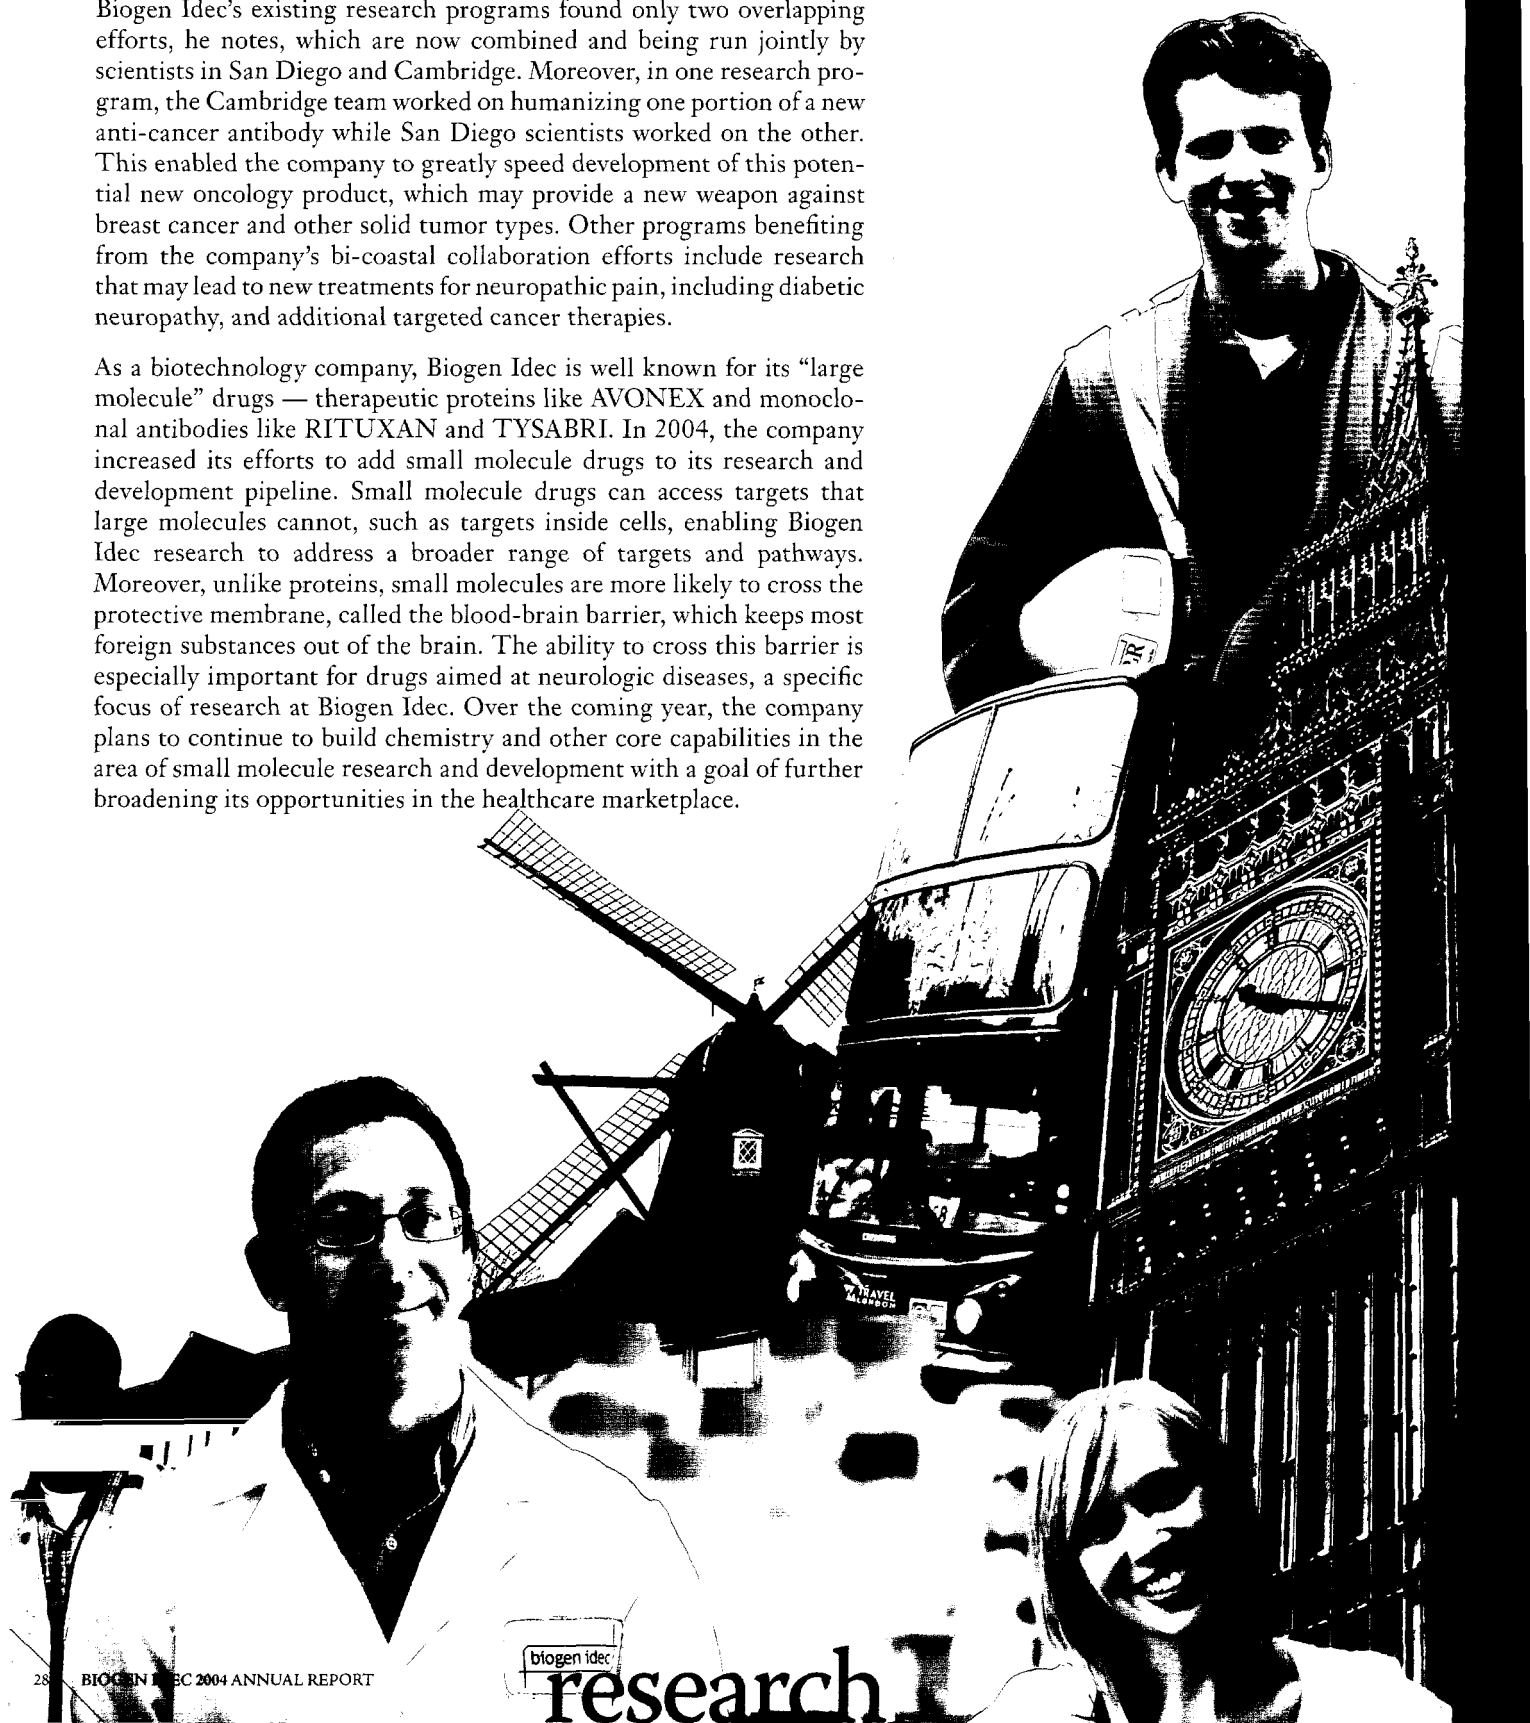 Biogen Idec's existing research programs found only two overlapping
efforts, he notes, which are now combined and being run jointly by
scientists in San Diego and Cambridge. Moreover, in one research pro-
gram, the Cambridge team worked on humanizing one portion of a new
anti-cancer antibody while San Diego scientists worked on the other.
This enabled the company to greatly speed development of this poten-
tial new oncology product, which may provide a new weapon against
breast cancer and other solid tumor types. Other programs benefiting
from the company's bi-coastal collaboration efforts include research
that may lead to new treatments for neuropathic pain, including diabetic
neuropathy, and additional targeted cancer therapies.
As a biotechnology company, Biogen Idec is well known for its “large
molecule” drugs — therapeutic proteins like AVONEX and monoclo-
nal antibodies like RITUXAN and TYSABRI. In 2004, the company
increased its efforts to add small molecule drugs to its research and
development pipeline. Small molecule drugs can access targets that
large molecules cannot, such as targets inside cells, enabling Biogen
Idec research to address a broader range of targets and pathways.
Moreover, unlike proteins, small molecules are more likely to cross the
protective membrane, called the blood-brain barrier, which keeps most
foreign substances out of the brain. The ability to cross this barrier is
especially important for drugs aimed at neurologic diseases, a specific
focus of research at Biogen Idec. Over the coming year, the company
plans to continue to build chemistry and other core capabilities in the
area of small molecule research and development with a goal of further
broadening its opportunities in the healthcare marketplace.
TRAVEL
LONDON
biogen idec
research
28 BIOGEN IDEC 2004 ANNUAL REPORT